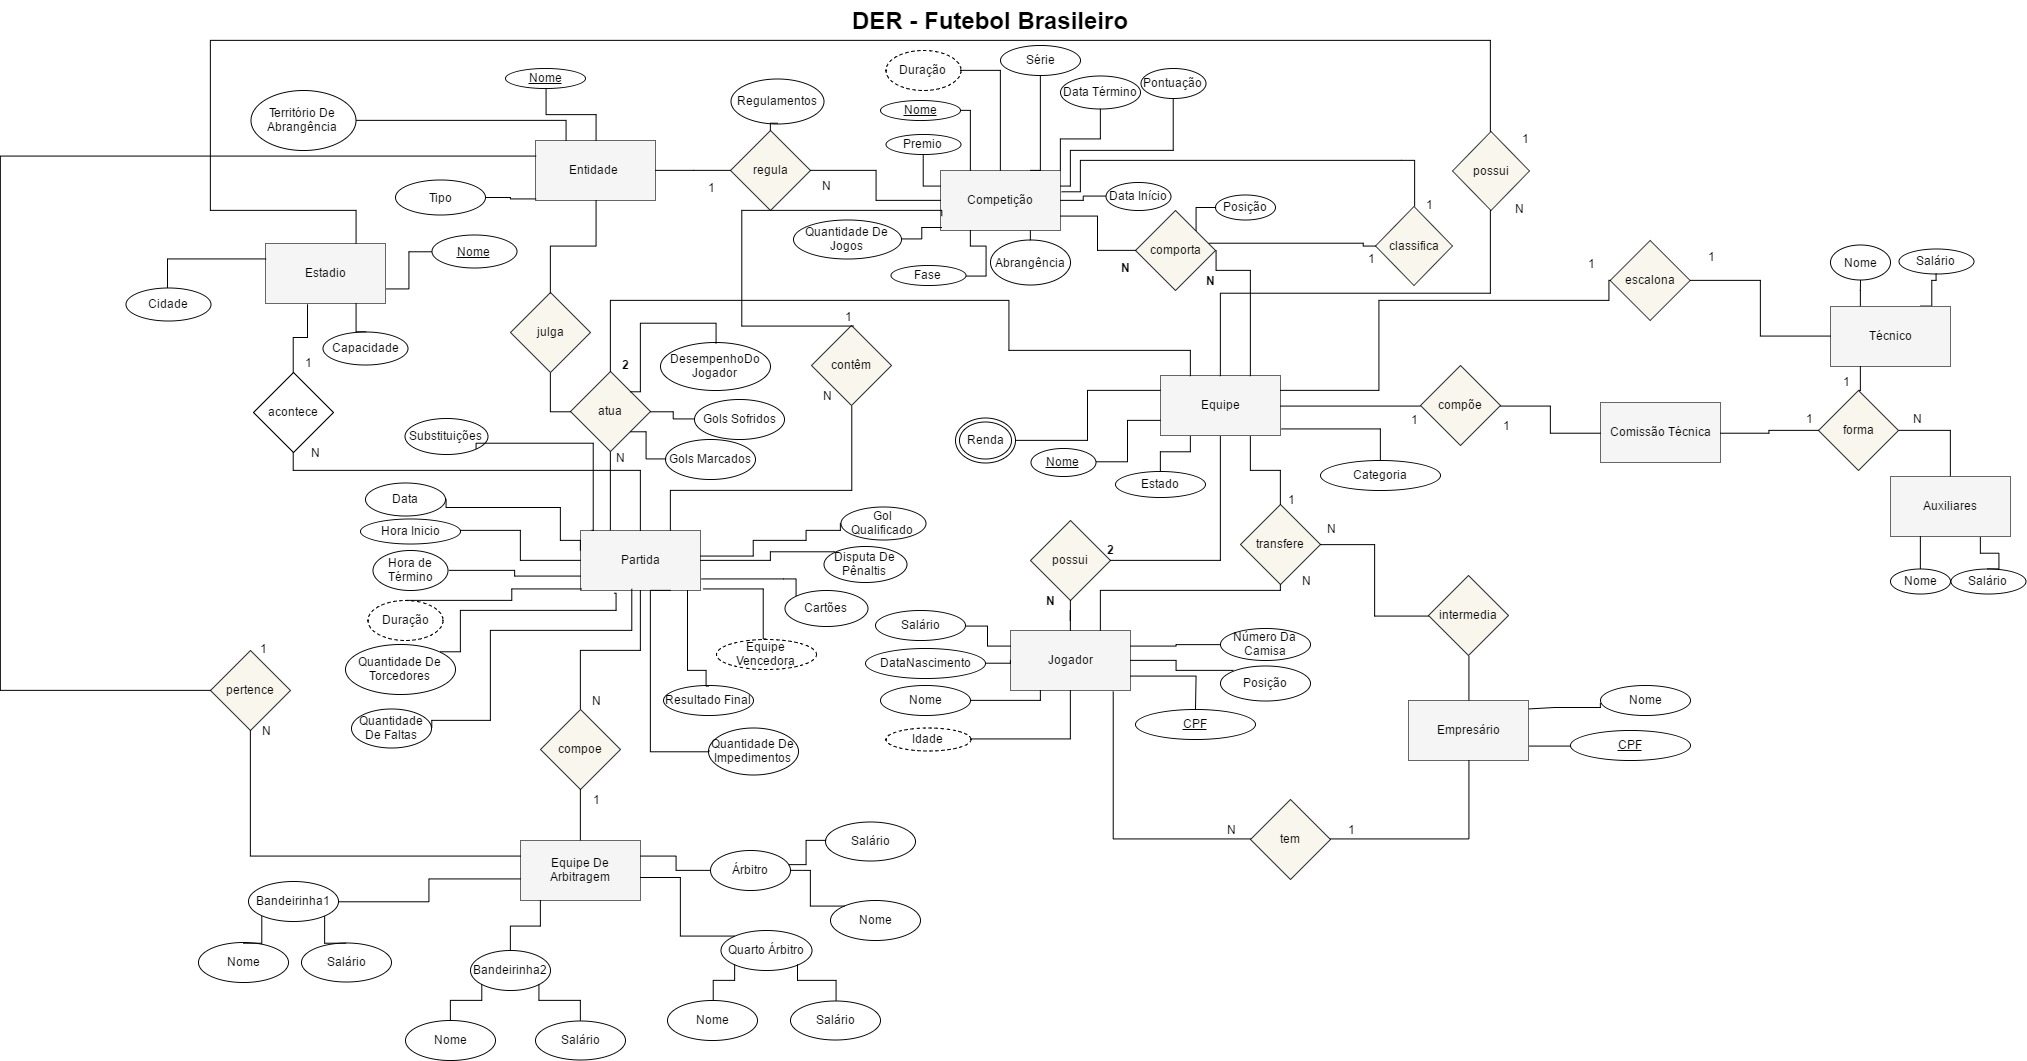 DER - Futebol Brasileiro
Nome
Território De
Abrangência
Entidade
Tipo
Regulamentos
regula
1
N
Duração
Série
Nome
Data Término
Pontuação
Premio
Competição
Data Início
Quantidade De
Jogos
Fase
Abrangência
comporta
N
N
Posição
classifica
1
1
possui
1
N
Estadio
Nome
Cidade
Capacidade
acontece
1
N
julga
atua
2
N
DesempenhoDo
Jogador
Gols Sofridos
Gols Marcados
contêm
1
N
escalona
1
1
Nome
Salário
Técnico
Equipe
Renda
Nome
Estado
Categoria
compõe
1
1
Comissão Técnica
forma
1
1
N
Auxiliares
Nome
Salário
Substituições
Data
Hora Inicio
Hora de
Término
Duração
Quantidade De
Torcedores
Quantidade
De Faltas
Partida
Gol
Qualificado
Disputa De
Pênaltis
Cartões
Equipe
Vencedora
Resultado Final
Quantidade De
Impedimentos
possui
2
N
transfere
1
N
N
intermedia
Salário
DataNascimento
Nome
Idade
Jogador
Número Da
Camisa
Posição
CPF
Empresário
Nome
CPF
tem
N
1
pertence
1
N
compoe
N
1
Equipe De
Arbitragem
Árbitro
Salário
Nome
Bandeirinha1
Nome
Salário
Bandeirinha2
Nome
Salário
Quarto Árbitro
Nome
Salário